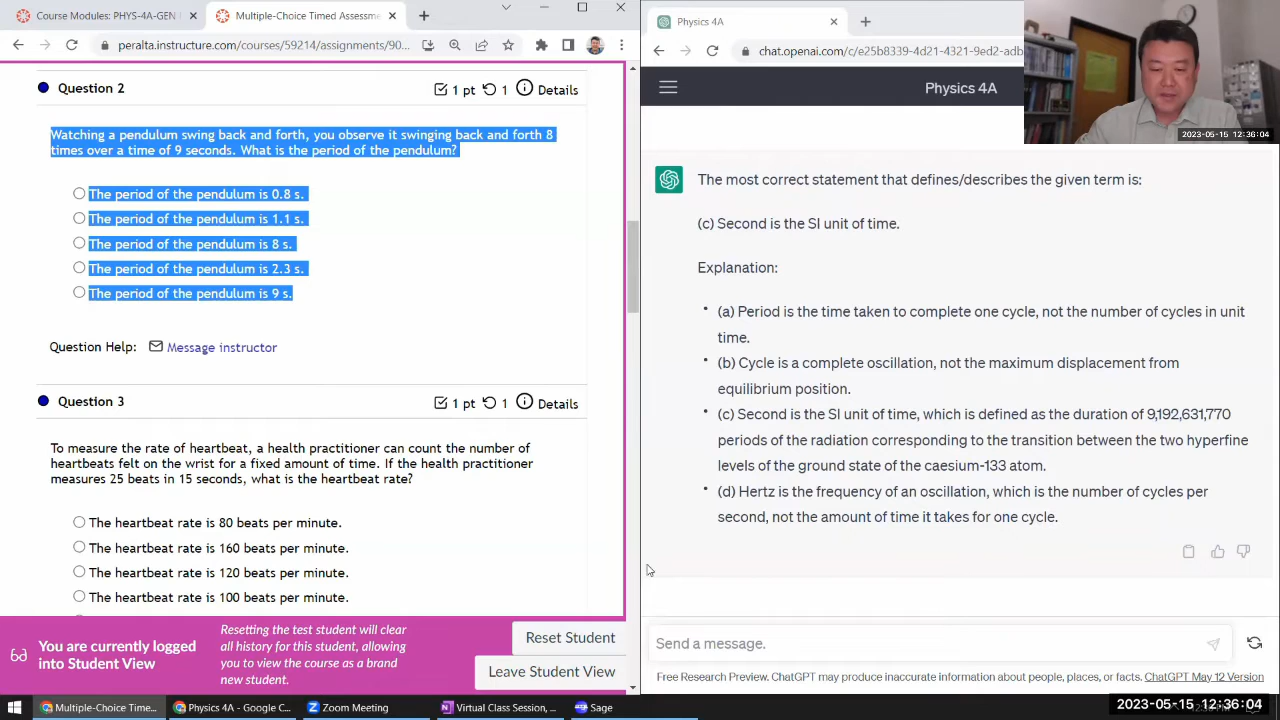 Course Modules: PHYS-4A-GEN
Multiple-Choice Timed Assessme
peralta.instructure.com/courses/59214/assignments/90...
Question 2
1 pt
1
Details
Watching a pendulum swing back and forth, you observe it swinging back and forth 8
times over a time of 9 seconds. What is the period of the pendulum?
The period of the pendulum is 0.8 s.
The period of the pendulum is 1.1 s.
The period of the pendulum is 8 s.
The period of the pendulum is 2.3 s.
The period of the pendulum is 9 s.
Question Help:
Message instructor
Question 3
1 pt
1
Details
To measure the rate of heartbeat, a health practitioner can count the number of
heartbeats felt on the wrist for a fixed amount of time. If the health practitioner
measures 25 beats in 15 seconds, what is the heartbeat rate?
The heartbeat rate is 80 beats per minute.
The heartbeat rate is 160 beats per minute.
The heartbeat rate is 120 beats per minute.
The heartbeat rate is 100 beats per minute.
You are currently logged
into Student View
Resetting the test student will clear
all history for this student, allowing
you to view the course as a brand
new student.
Reset Student
Leave Student View
Physics 4A
chat.openai.com/c/e25b8339-4d21-4321-9ed2-adb
Physics 4A
2023-05-15 12:36:04
The most correct statement that defines/describes the given term is:
(c) Second is the SI unit of time.
Explanation:
• (a) Period is the time taken to complete one cycle, not the number of cycles in unit
time.
• (b) Cycle is a complete oscillation, not the maximum displacement from
equilibrium position.
• (c) Second is the SI unit of time, which is defined as the duration of 9,192,631,770
periods of the radiation corresponding to the transition between the two hyperfine
levels of the ground state of the caesium-133 atom.
• (d) Hertz is the frequency of an oscillation, which is the number of cycles per
second, not the amount of time it takes for one cycle.
Send a message.
Free Research Preview. ChatGPT may produce inaccurate information about people, places, or facts. ChatGPT May 12 Version
Multiple-Choice Time...
Physics 4A - Google C...
Zoom Meeting
Virtual Class Session, ...
Sage
2023-05-15 12:36:04